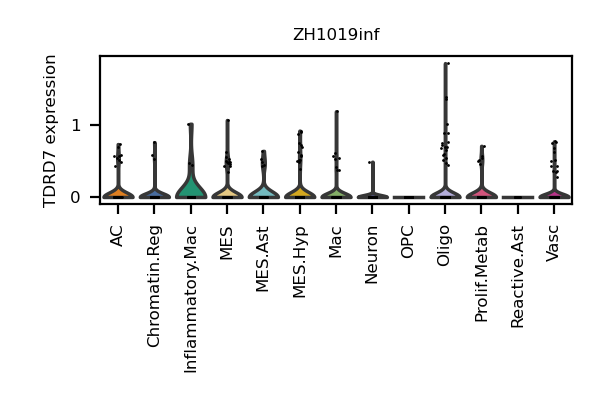 ZH1019inf
TDRD7 expression
1
0
AC
Chromatin.Reg
Inflammatory.Mac
MES
MES.Ast
MES.Hyp
Mac
Neuron
OPC
Oligo
Prolif.Metab
Reactive.Ast
Vasc